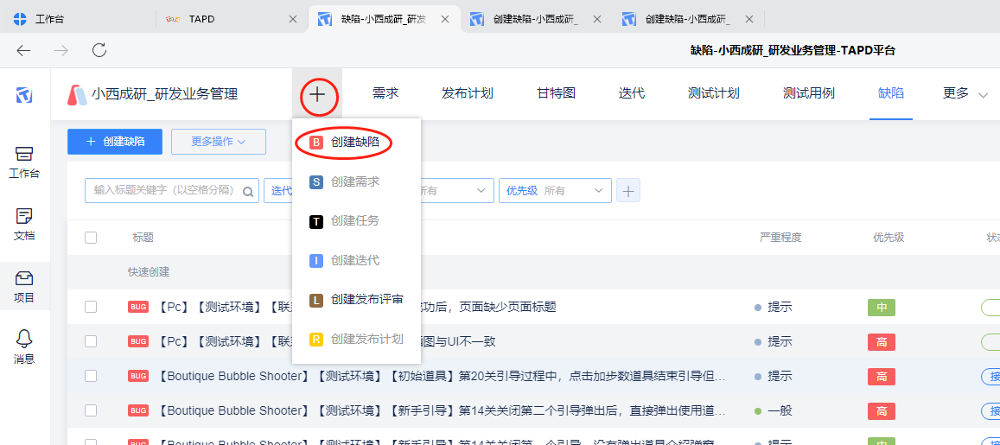 工作台 TAPD 缺陷-小西成研_研发 创建缺陷-小西成研_ 创建缺陷-小西成研_
缺陷-小西成研_研发业务管理-TAPD平台
小西成研_研发业务管理 需求 发布计划 甘特图 迭代 测试计划 测试用例 缺陷 更多
工作台
文档
项目
消息
创建缺陷 更多操作
B 创建缺陷
S 创建需求
T 创建任务
I 创建迭代
L 创建发布评审
R 创建发布计划
输入标题关键字（以空格分隔） 迭代 所有 优先级 所有
标题 严重程度 优先级
快速创建
BUG 【Pc】【测试环境】【联 功后，页面缺少页面标题 提示 中
BUG 【Pc】【测试环境】【联 图与UI不一致 提示 高
BUG 【Boutique Bubble Shooter】【测试环境】【初始道具】第20关引导过程中，点击加步数道具结束引导但... 提示 高 接
BUG 【Boutique Bubble Shooter】【测试环境】【新手引导】第14关关闭第二个引导弹出后，直接弹出使用道... 一般 高 接